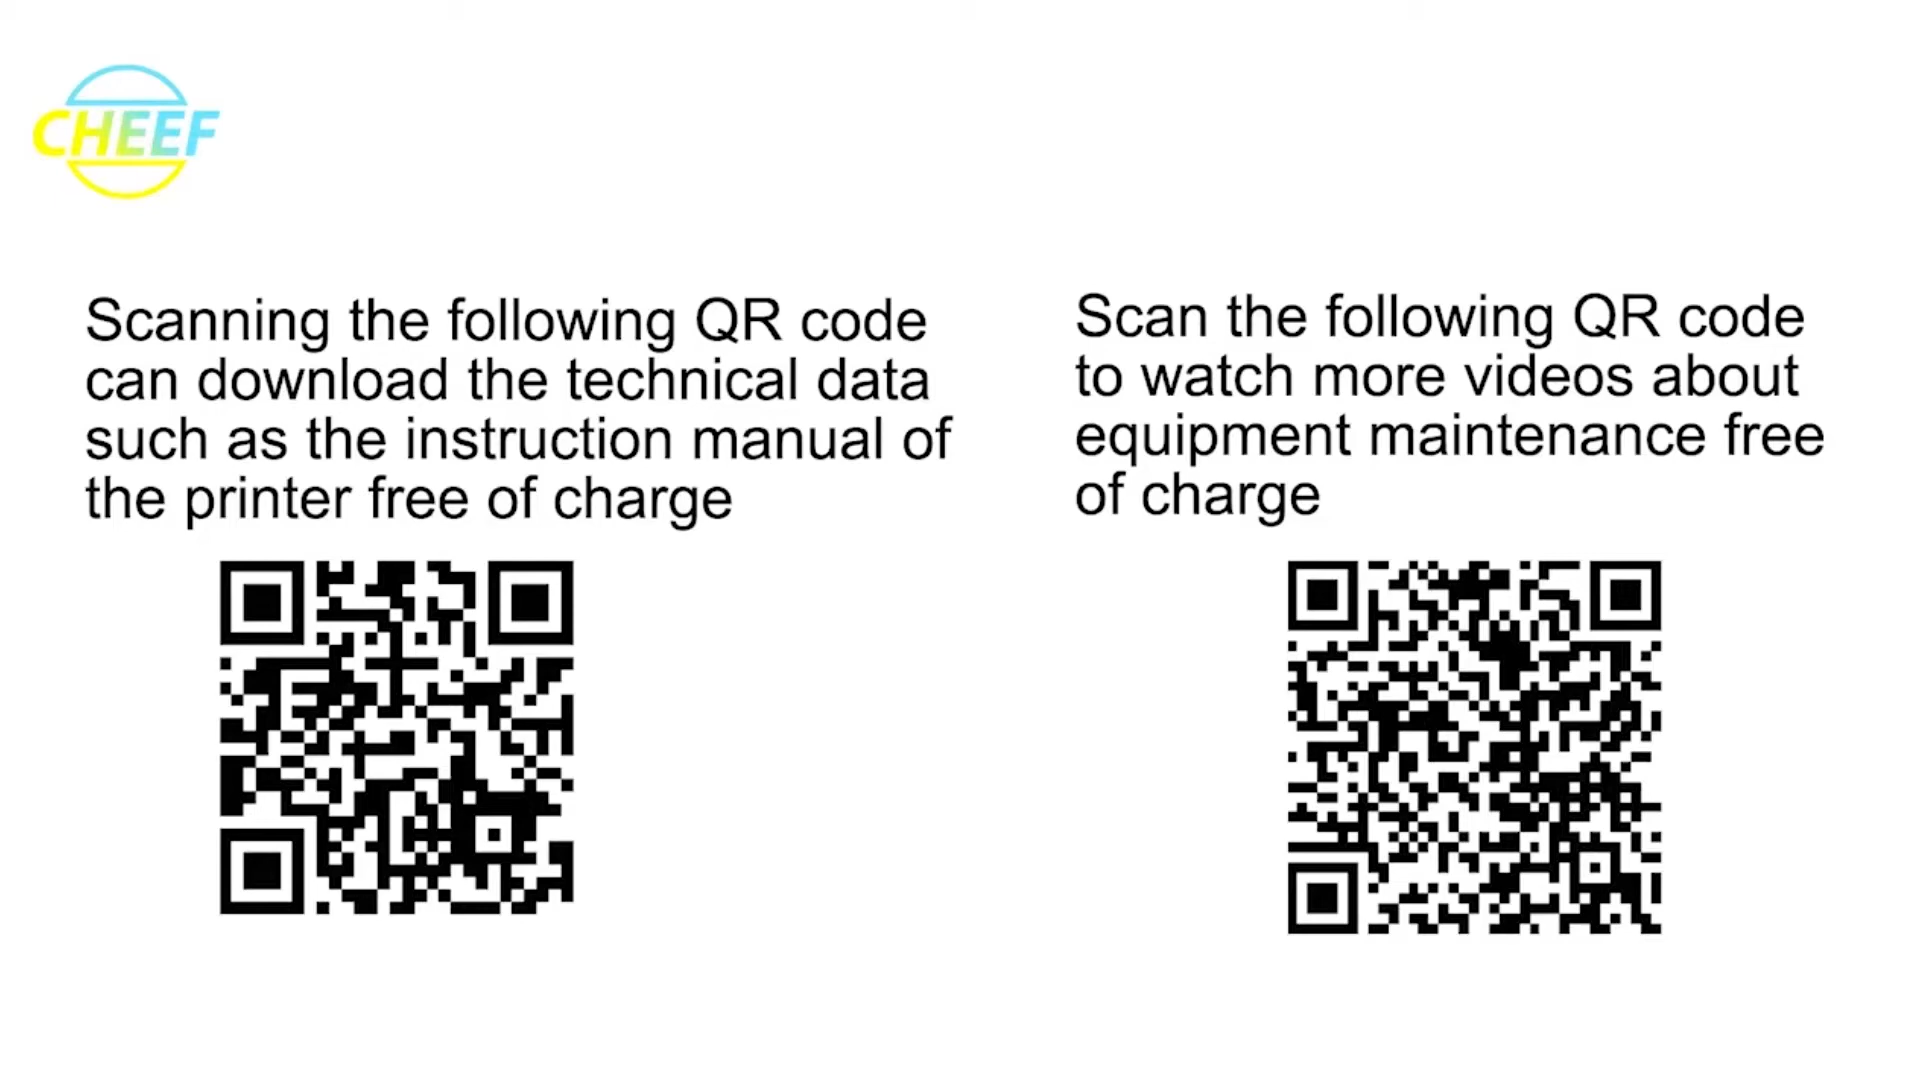 CHEEF
Scanning the following QR code
can download the technical data
such as the instruction manual of
the printer free of charge
Scan the following QR code
to watch more videos about
equipment maintenance free
of charge